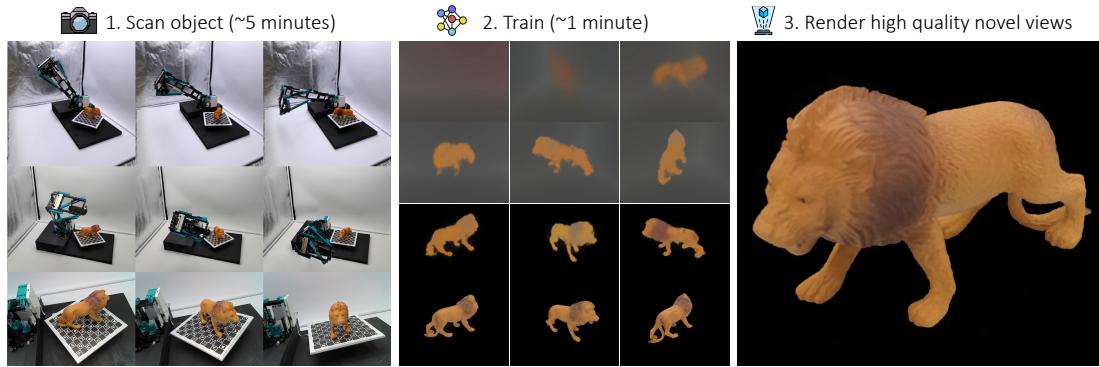 1. Scan object (~5 minutes)
2. Train (~1 minute)
3. Render high quality novel views